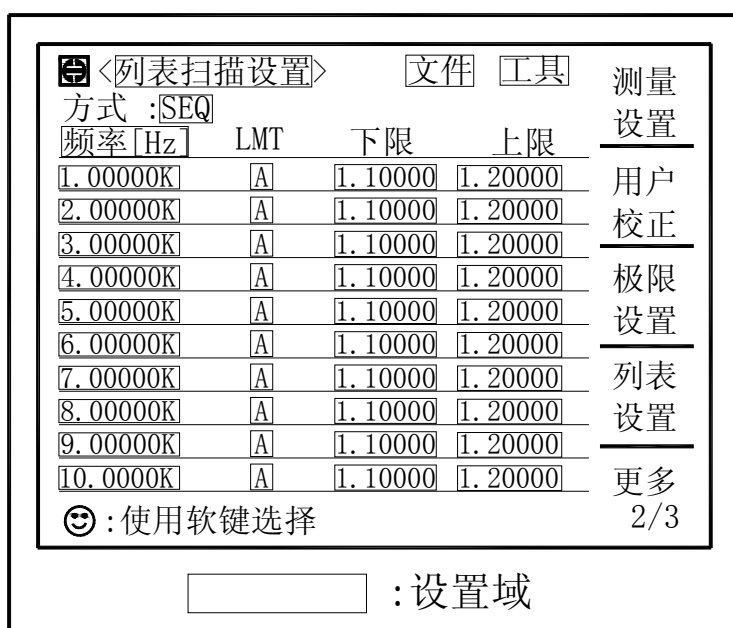 <列表扫描设置> 文件 工具
方式 :SEQ
频率[Hz] LMT 下限 上限
1.00000K A 1.10000 1.20000
2.00000K A 1.10000 1.20000
3.00000K A 1.10000 1.20000
4.00000K A 1.10000 1.20000
5.00000K A 1.10000 1.20000
6.00000K A 1.10000 1.20000
7.00000K A 1.10000 1.20000
8.00000K A 1.10000 1.20000
9.00000K A 1.10000 1.20000
10.0000K A 1.10000 1.20000
:使用软键选择
测量
设置
用户
校正
极限
设置
列表
设置
更多
2/3
:设置域